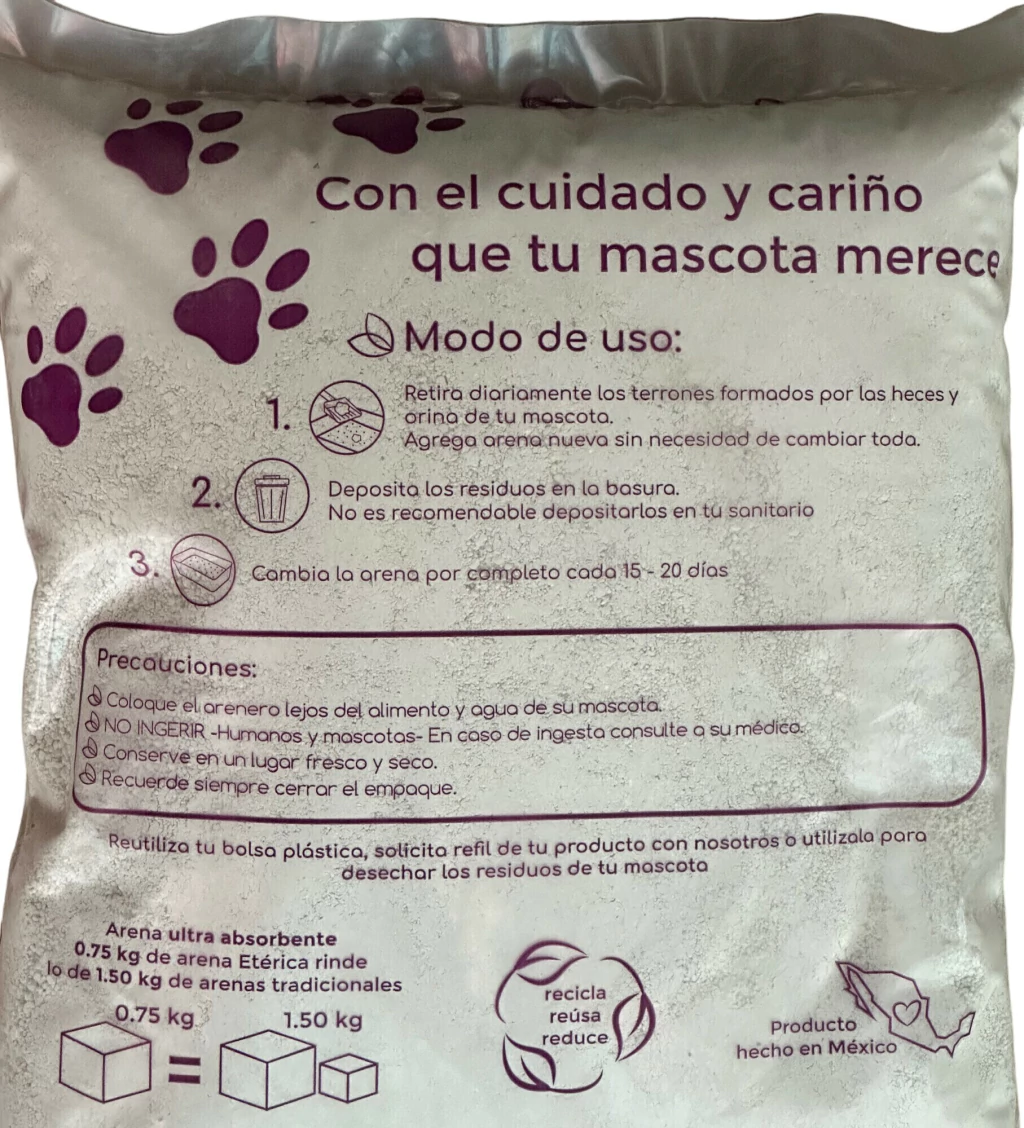 Con el cuidado y cariño
que tu mascota merece
Modo de uso:
1.
Retira diariamente los terrones formados por las heces y
orina de tu mascota.
Agrega arena nueva sin necesidad de cambiar toda.
2.
Deposita los residuos en la basura.
No es recomendable depositarlos en tu sanitario
3.
Cambia la arena por completo cada 15 - 20 días
Precauciones:
Coloque el arenero lejos del alimento y agua de su mascota.
NO INGERIR -Humanos y mascotas- En caso de ingesta consulte a su médico.
Conserve en un lugar fresco y seco.
Recuerde siempre cerrar el empaque.
Reutiliza tu bolsa plástica, solicita refil de tu producto con nosotros o utilizala para
desechar los residuos de tu mascota
Arena ultra absorbente
0.75 kg de arena Etérica rinde
lo de 1.50 kg de arenas tradicionales
0.75 kg
1.50 kg
=
recicla
reúsa
reduce
Producto
hecho en México